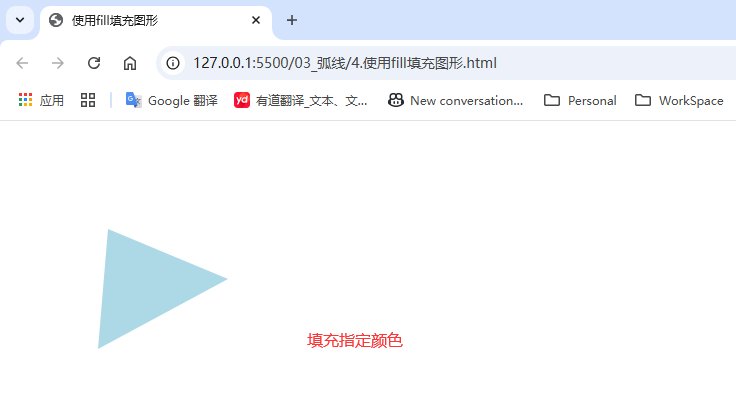 使用fill填充图形
127.0.0.1:5500/03_弧线/4.使用fill填充图形.html
应用 Google 翻译 yd 有道翻译_文本、文... New conversation... Personal WorkSpace
填充指定颜色